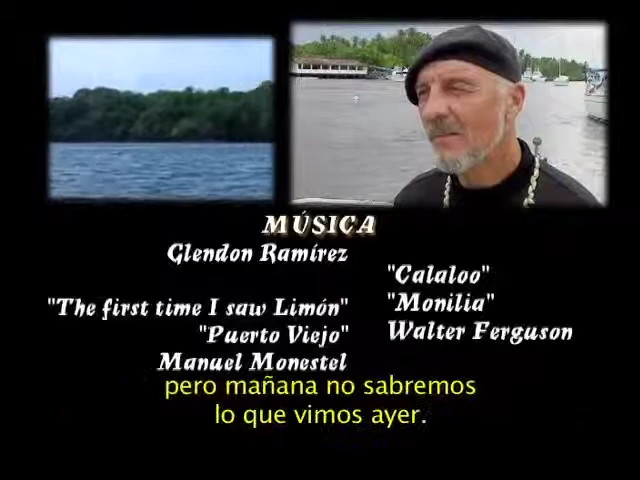 MÚSICA
Glendon Ramírez
"The first time I saw Limón"
"Puerto Viejo"
Manuel Monestel
"Calaloo"
"Monilia"
Walter Ferguson
pero mañana no sabremos
lo que vimos ayer.